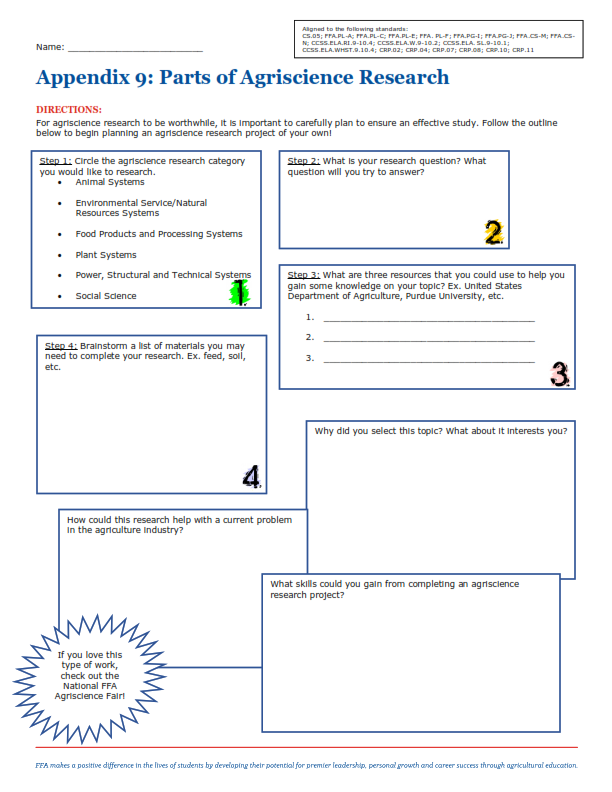 Aligned to the following standards:
CS.05; FFA.PL-A; FFA.PL-C; FFA.PL-E; FFA. PL-F; FFA.PG-I; FFA.PG-J; FFA.CS-M; FFA.CS-
N; CCSS.ELA.RI.9-10.4; CCSS.ELA.W.9-10.2; CCSS.ELA. SL.9-10.1;
CCSS.ELA.WHST.9.10.4; CRP.02; CRP.04; CRP.07; CRP.08; CRP.10; CRP.11
Name: ___________________________
Appendix 9: Parts of Agriscience Research
DIRECTIONS:
For agriscience research to be worthwhile, it is important to carefully plan to ensure an effective study. Follow the outline
below to begin planning an agriscience research project of your own!
Step 1: Circle the agriscience research category
you would like to research.
• Animal Systems
• Environmental Service/Natural
Resources Systems
• Food Products and Processing Systems
• Plant Systems
• Power, Structural and Technical Systems
• Social Science
1
Step 2: What is your research question? What
question will you try to answer?
2
Step 3: What are three resources that you could use to help you
gain some knowledge on your topic? Ex. United States
Department of Agriculture, Purdue University, etc.
1. ___________________________
2. ___________________________
3. ___________________________
3
Step 4: Brainstorm a list of materials you may
need to complete your research. Ex. feed, soil,
etc.
4
Why did you select this topic? What about it interests you?
How could this research help with a current problem
in the agriculture industry?
What skills could you gain from completing an agriscience
research project?
If you love this
type of work,
check out the
National FFA
Agriscience Fair!
FFA makes a positive difference in the lives of students by developing their potential for premier leadership, personal growth and career success through agricultural education.